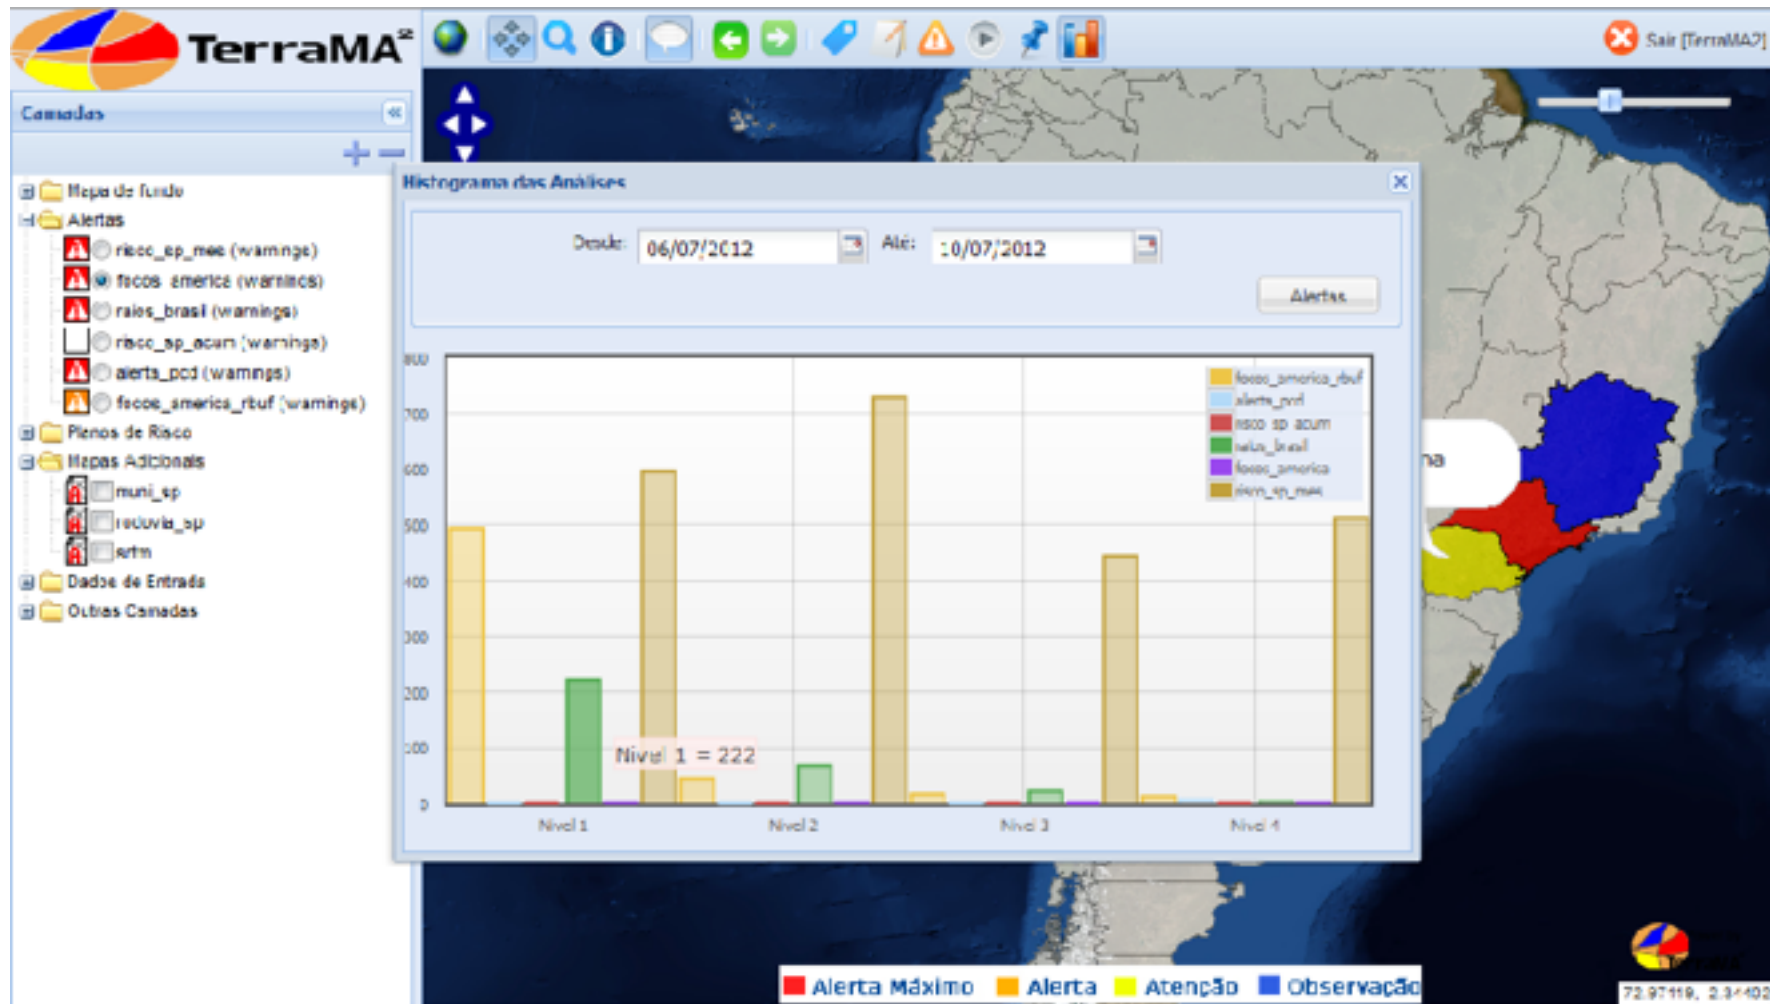 TerraMA²
Sair [TerraMA2]
Camadas
Mapa de fundo
Alertas
risco_sp_mes (warnings)
focos_america (warnings)
raios_brasil (warnings)
risco_sp_acum (warnings)
alerta_pcd (warnings)
focos_america_rbuf (warnings)
Planos de Risco
Mapas Adicionais
muni_sp
rodovia_sp
srtm
Dados de Entrada
Outras Camadas
Histograma das Análises
Desde: 06/07/2012 Até: 10/07/2012
Alertas
800
700
600
500
400
300
200
100
0
focos_america_rbuf
alerta_pcd
risco_sp_acum
raios_brasil
focos_america
risco_sp_mes
Nivel 1 = 222
Nivel 1 Nivel 2 Nivel 3 Nivel 4
na
Alerta Máximo Alerta Atenção Observação